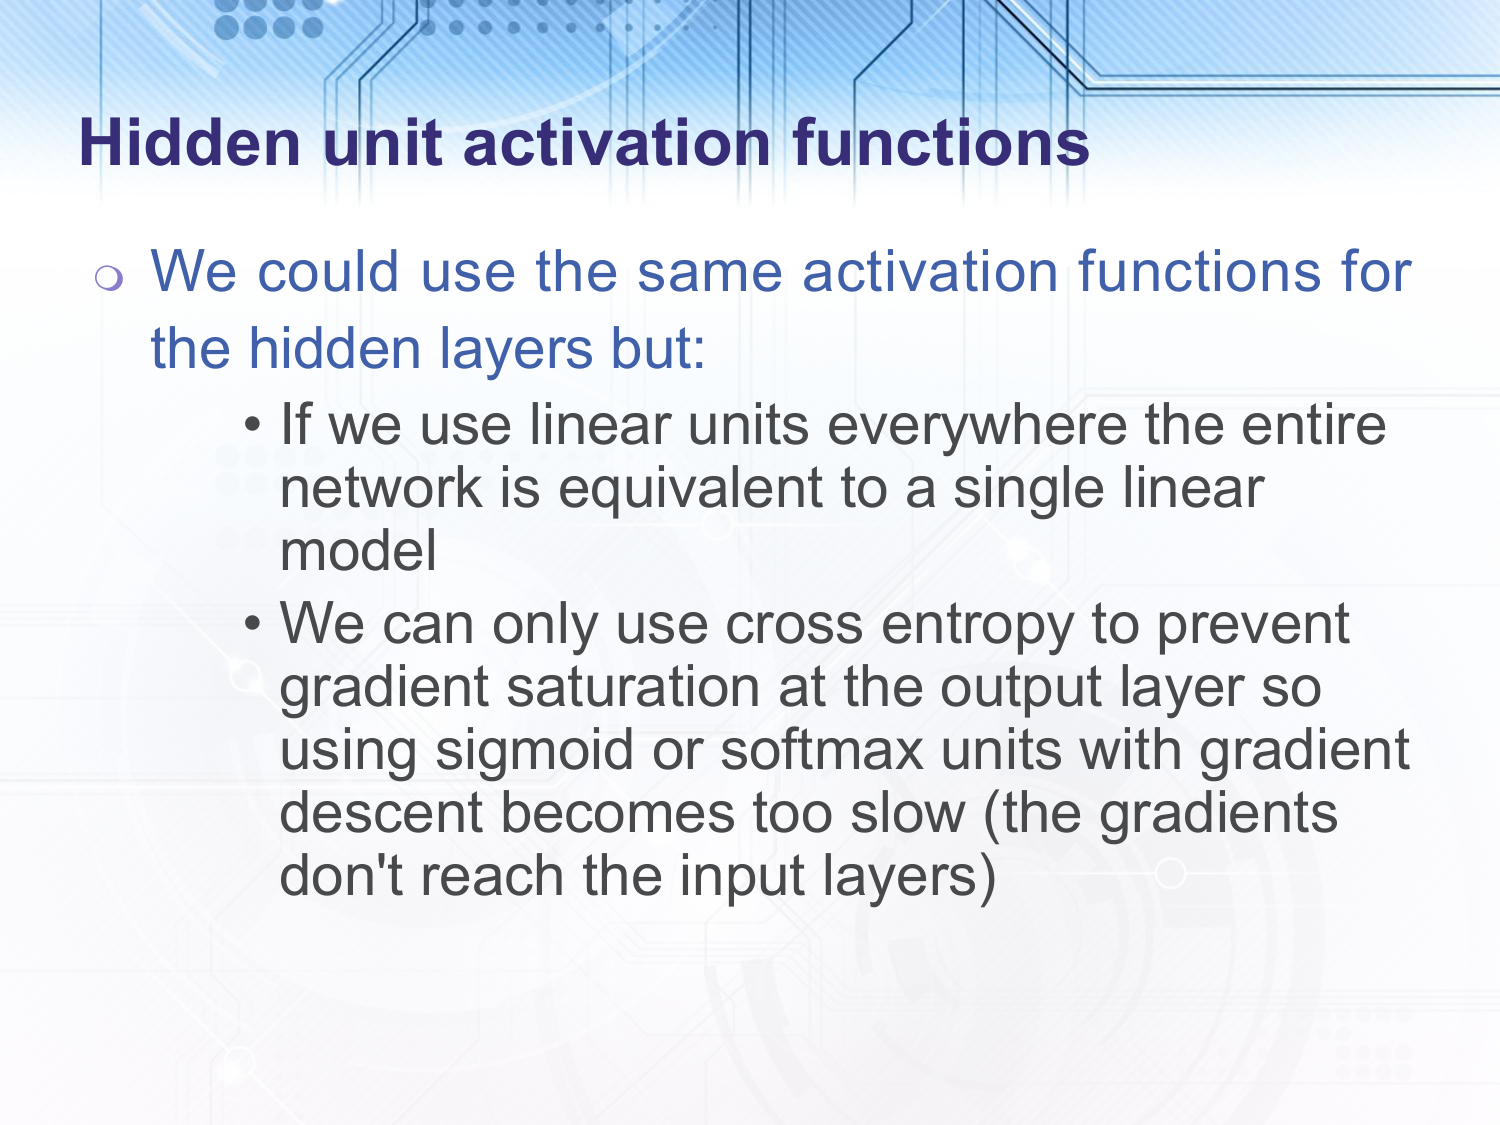 Hidden unit activation functions
We could use the same activation functions for
the hidden layers but:
• If we use linear units everywhere the entire
network is equivalent to a single linear
model
• We can only use cross entropy to prevent
gradient saturation at the output layer so
using sigmoid or softmax units with gradient
descent becomes too slow (the gradients
don't reach the input layers)